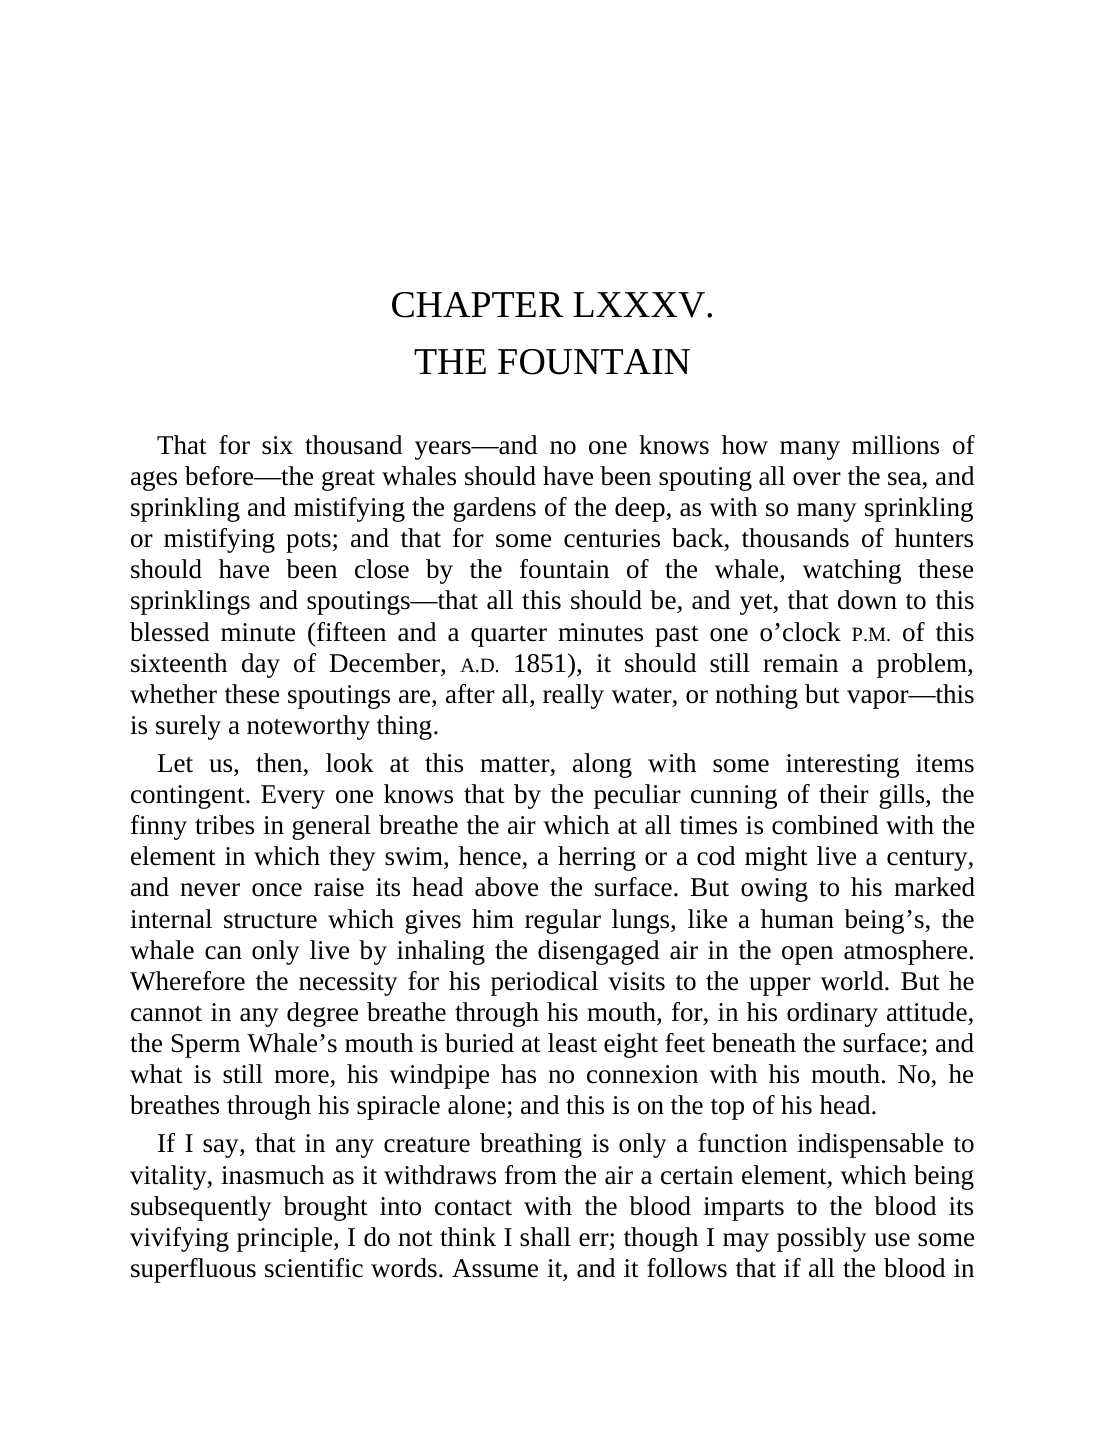 CHAPTER LXXXV.
THE FOUNTAIN
That for six thousand years—and no one knows how many millions of
ages before—the great whales should have been spouting all over the sea, and
sprinkling and mistifying the gardens of the deep, as with so many sprinkling
or mistifying pots; and that for some centuries back, thousands of hunters
should have been close by the fountain of the whale, watching these
sprinklings and spoutings—that all this should be, and yet, that down to this
blessed minute (fifteen and a quarter minutes past one o’clock P.M. of this
sixteenth day of December, A.D. 1851), it should still remain a problem,
whether these spoutings are, after all, really water, or nothing but vapor—this
is surely a noteworthy thing.
Let us, then, look at this matter, along with some interesting items
contingent. Every one knows that by the peculiar cunning of their gills, the
finny tribes in general breathe the air which at all times is combined with the
element in which they swim, hence, a herring or a cod might live a century,
and never once raise its head above the surface. But owing to his marked
internal structure which gives him regular lungs, like a human being’s, the
whale can only live by inhaling the disengaged air in the open atmosphere.
Wherefore the necessity for his periodical visits to the upper world. But he
cannot in any degree breathe through his mouth, for, in his ordinary attitude,
the Sperm Whale’s mouth is buried at least eight feet beneath the surface; and
what is still more, his windpipe has no connexion with his mouth. No, he
breathes through his spiracle alone; and this is on the top of his head.
If I say, that in any creature breathing is only a function indispensable to
vitality, inasmuch as it withdraws from the air a certain element, which being
subsequently brought into contact with the blood imparts to the blood its
vivifying principle, I do not think I shall err; though I may possibly use some
superfluous scientific words. Assume it, and it follows that if all the blood in